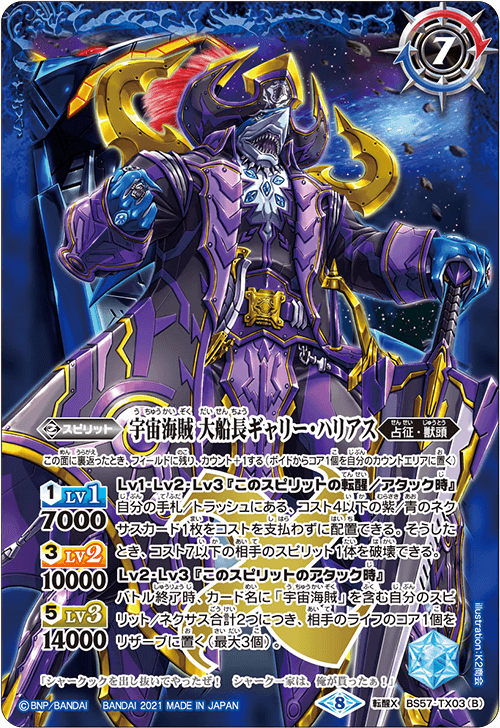 7
スピリット
宇宙海賊 大船長ギャリー・ハリアス
占征・獣頭
この面に裏返ったとき、フィールドに残り、カウント+1する(ボイドからコア1個を自分のカウントエリアに置く)
1 LV1 7000
Lv1・Lv2・Lv3『このスピリットの転醒/アタック時』
自分の手札/トラッシュにある、コスト4以下の紫/青のネク
サスカード1枚をコストを支払わずに配置できる。そうした
とき、コスト7以下の相手のスピリット1体を破壊できる。
3 LV2 10000
Lv2・Lv3『このスピリットのアタック時』
バトル終了時、カード名に「宇宙海賊」を含む自分のスピ
リット/ネクサス合計2つにつき、相手のライフのコア1個を
リザーブに置く(最大3個)。
5 LV3 14000
「シャークックを出し抜いてやったぜ! シャークー家は、俺が貰ったぁ!」
illustration:K2商会
©BNP/BANDAI BANDAI 2021 MADE IN JAPAN
8
転醒X
BS57-TX03 (B)